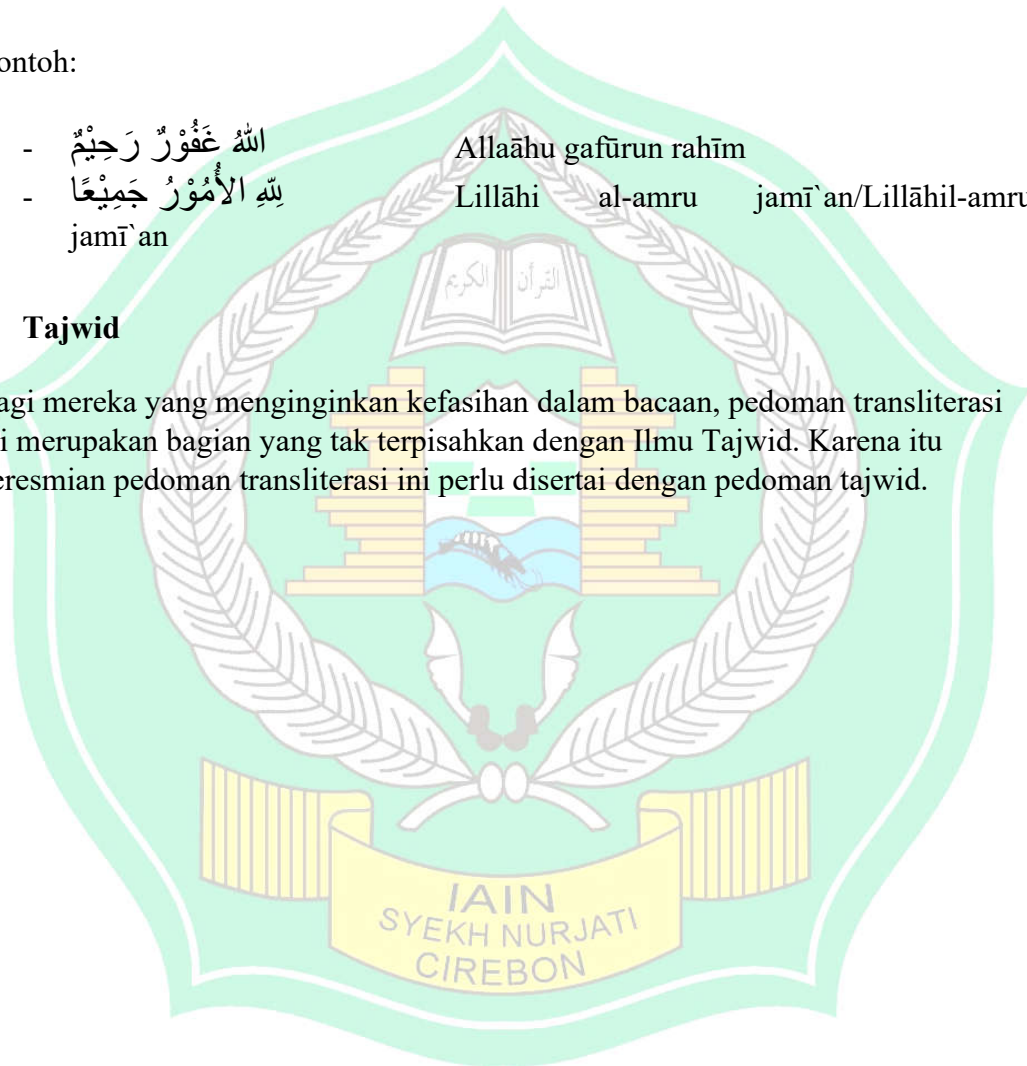 ontoh:
- اللهُ غَفُوْرٌ رَحِيْمٌ Allaāhu gafūrun rahīm
- لِلّهِ الأُمُوْرُ جَمِيْعًا Lillāhi al-amru jamī`an/Lillāhil-amru
jamī`an
القرأن الكريم
Tajwid
agi mereka yang menginginkan kefasihan dalam bacaan, pedoman transliterasi
i merupakan bagian yang tak terpisahkan dengan Ilmu Tajwid. Karena itu
eresmian pedoman transliterasi ini perlu disertai dengan pedoman tajwid.
IAIN
SYEKH NURJATI
CIREBON